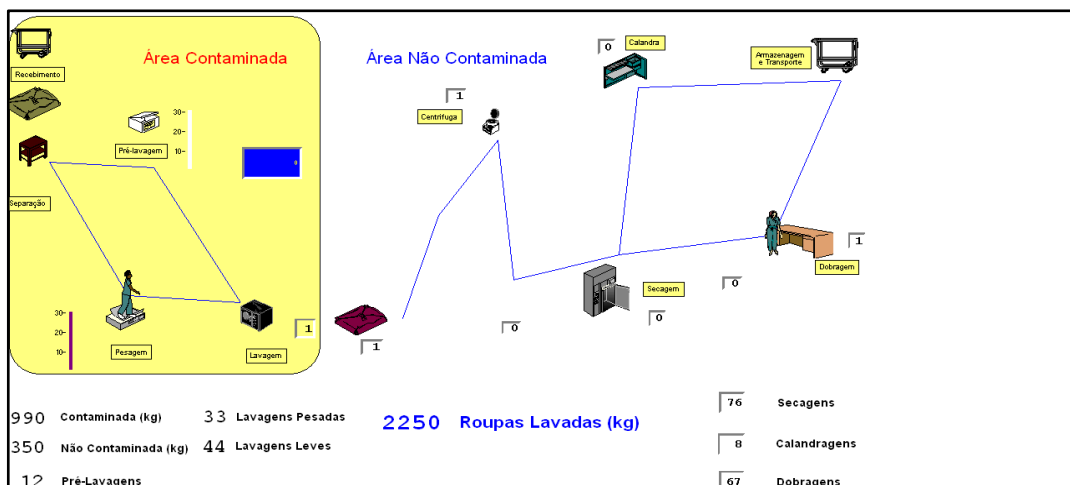 Área Contaminada
Área Não Contaminada
Recebimento
Separação
Pré-lavagem
30-
20-
10-
Pesagem
30-
20-
10-
Lavagem
1
1
Centrífuga
1
0
Calandra
0
Secagem
0
0
Armazenagem
e Transporte
Dobragem
1
990 Contaminada (kg)
350 Não Contaminada (kg)
12 Pré-Lavagens
33 Lavagens Pesadas
44 Lavagens Leves
2250 Roupas Lavadas (kg)
76 Secagens
8 Calandragens
67 Dobragens